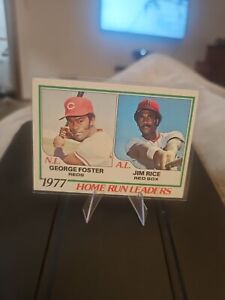 N.L. A.L.
GEORGE FOSTER JIM RICE
REDS RED SOX
1977 HOME RUN LEADERS